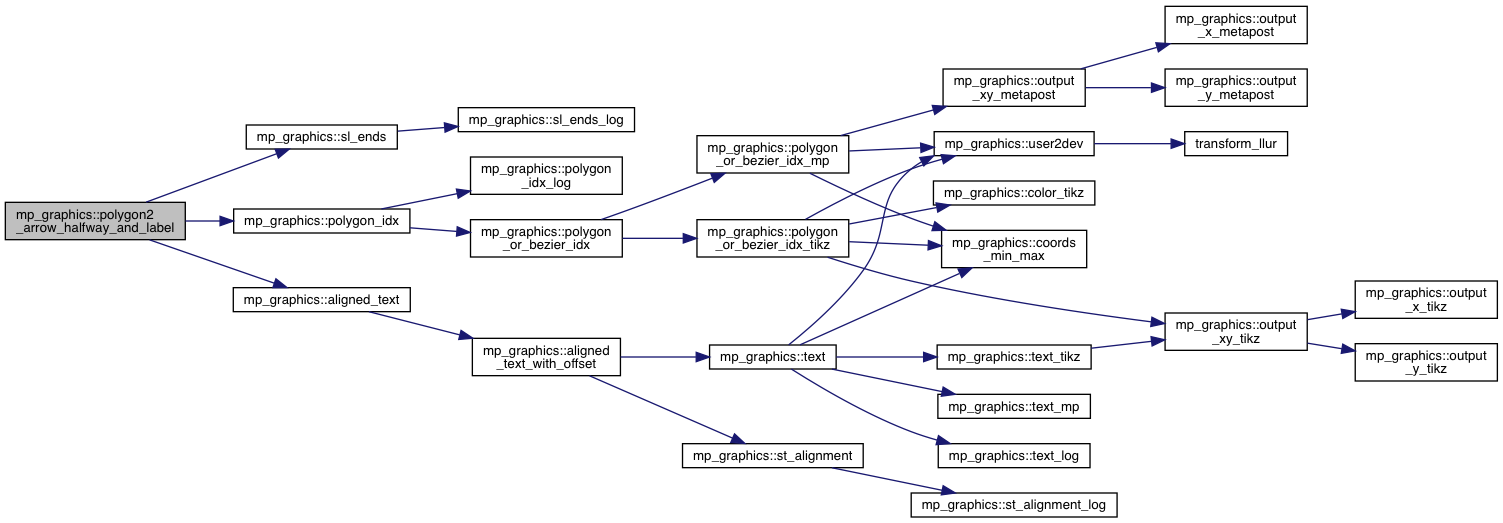 mp_graphics::polygon2
_arrow_halfway_and_label
mp_graphics::sl_ends
mp_graphics::polygon_idx
mp_graphics::aligned_text
mp_graphics::sl_ends_log
mp_graphics::polygon
_idx_log
mp_graphics::polygon
_or_bezier_idx
mp_graphics::aligned
_text_with_offset
mp_graphics::polygon
_or_bezier_idx_mp
mp_graphics::polygon
_or_bezier_idx_tikz
mp_graphics::text
mp_graphics::st_alignment
mp_graphics::output
_xy_metapost
mp_graphics::user2dev
mp_graphics::color_tikz
mp_graphics::coords
_min_max
mp_graphics::text_tikz
mp_graphics::text_mp
mp_graphics::text_log
mp_graphics::st_alignment_log
mp_graphics::output
_x_metapost
mp_graphics::output
_y_metapost
transform_llur
mp_graphics::output
_xy_tikz
mp_graphics::output
_x_tikz
mp_graphics::output
_y_tikz